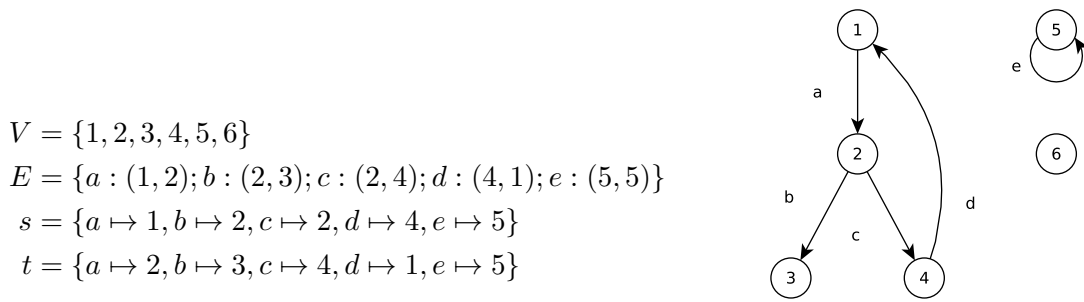 V = {1, 2, 3, 4, 5, 6}
E = {a : (1, 2); b : (2, 3); c : (2, 4); d : (4, 1); e : (5, 5)}
s = {a ↦ 1, b ↦ 2, c ↦ 2, d ↦ 4, e ↦ 5}
t = {a ↦ 2, b ↦ 3, c ↦ 4, d ↦ 1, e ↦ 5}
1
5
e
a
2
6
b
d
c
3
4